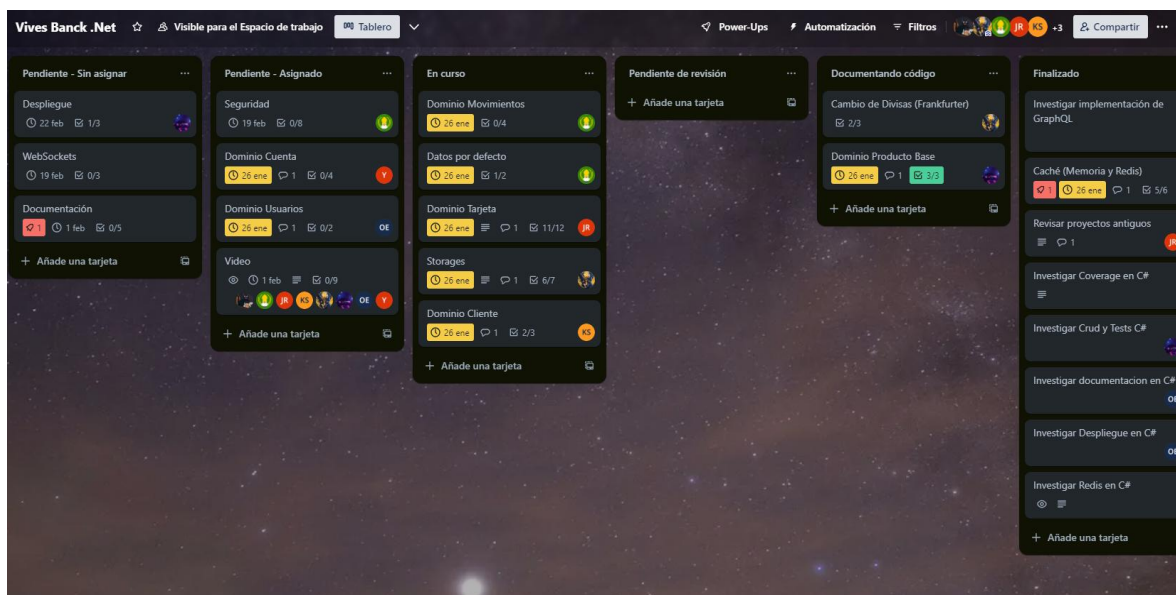 Vives Banck .Net
Visible para el Espacio de trabajo
Tablero
Power-Ups
Automatización
Filtros
JR
KS
+3
Compartir
Pendiente - Sin asignar
Despliegue
22 feb 1/3
WebSockets
19 feb 0/3
Documentación
1 1 feb 0/5
+ Añade una tarjeta
Pendiente - Asignado
Seguridad
19 feb 0/8
Dominio Cuenta
26 ene 1 0/4 Y
Dominio Usuarios
26 ene 1 0/2 OE
Video
1 feb 0/9
JR KS OE Y
+ Añade una tarjeta
En curso
Dominio Movimientos
26 ene 0/4
Datos por defecto
26 ene 1/2
Dominio Tarjeta
26 ene 1 11/12 JR
Storages
26 ene 1 6/7
Dominio Cliente
26 ene 1 2/3 KS
+ Añade una tarjeta
Pendiente de revisión
+ Añade una tarjeta
Documentando código
Cambio de Divisas (Frankfurter)
2/3
Dominio Producto Base
26 ene 1 3/3
+ Añade una tarjeta
Finalizado
Investigar implementación de
GraphQL
Caché (Memoria y Redis)
1 26 ene 1 5/6
Revisar proyectos antiguos
1 JR
Investigar Coverage en C#
Investigar Crud y Tests C#
Investigar documentacion en C#
OE
Investigar Despliegue en C#
OE
Investigar Redis en C#
+ Añade una tarjeta